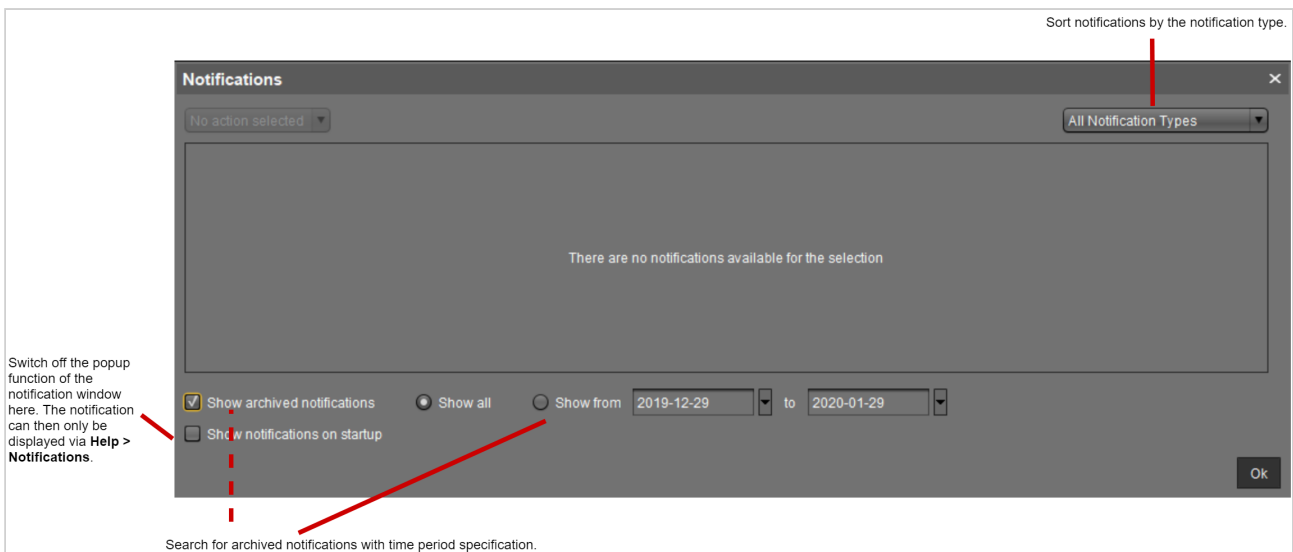 Sort notifications by the notification type.
Notifications
No action selected
All Notification Types
There are no notifications available for the selection
Switch off the popup
function of the
notification window
here. The notification
can then only be
displayed via Help >
Notifications.
Show archived notifications Show all Show from 2019-12-29 to 2020-01-29
Show notifications on startup
Ok
Search for archived notifications with time period specification.